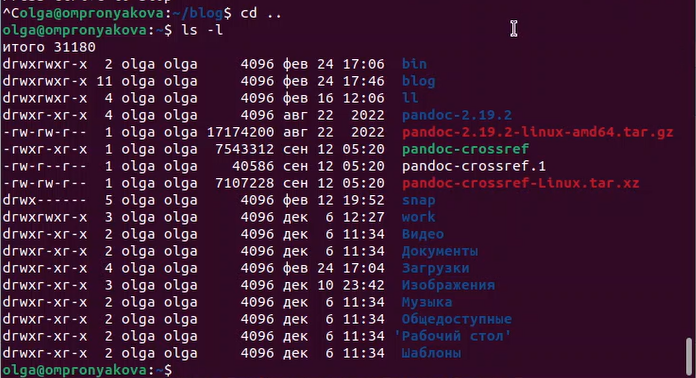 ^Colga@ompronyakova:~/blog$ cd ..
olga@ompronyakova:~$ ls -l
итого 31180
drwxrwxr-x  2 olga olga     4096 фев 24 17:06  bin
drwxrwxr-x 11 olga olga     4096 фев 24 17:46  blog
drwxrwxr-x  4 olga olga     4096 фев 16 12:06  ll
drwxr-xr-x  4 olga olga     4096 авг 22  2022  pandoc-2.19.2
-rw-rw-r--  1 olga olga 17174200 авг 22  2022  pandoc-2.19.2-linux-amd64.tar.gz
-rwxr-xr-x  1 olga olga  7543312 сен 12 05:20  pandoc-crossref
-rw-r--r--  1 olga olga    40586 сен 12 05:20  pandoc-crossref.1
-rw-rw-r--  1 olga olga  7107228 сен 12 05:20  pandoc-crossref-Linux.tar.xz
drwx------  5 olga olga     4096 фев 12 19:52  snap
drwxrwxr-x  3 olga olga     4096 дек  6 12:27  work
drwxr-xr-x  2 olga olga     4096 дек  6 11:34  Видео
drwxr-xr-x  2 olga olga     4096 дек  6 11:34  Документы
drwxr-xr-x  4 olga olga     4096 фев 24 17:04  Загрузки
drwxr-xr-x  3 olga olga     4096 дек 10 23:42  Изображения
drwxr-xr-x  2 olga olga     4096 дек  6 11:34  Музыка
drwxr-xr-x  2 olga olga     4096 дек  6 11:34  Общедоступные
drwxr-xr-x  2 olga olga     4096 дек  6 11:34 'Рабочий стол'
drwxr-xr-x  2 olga olga     4096 дек  6 11:34  Шаблоны
olga@ompronyakova:~$